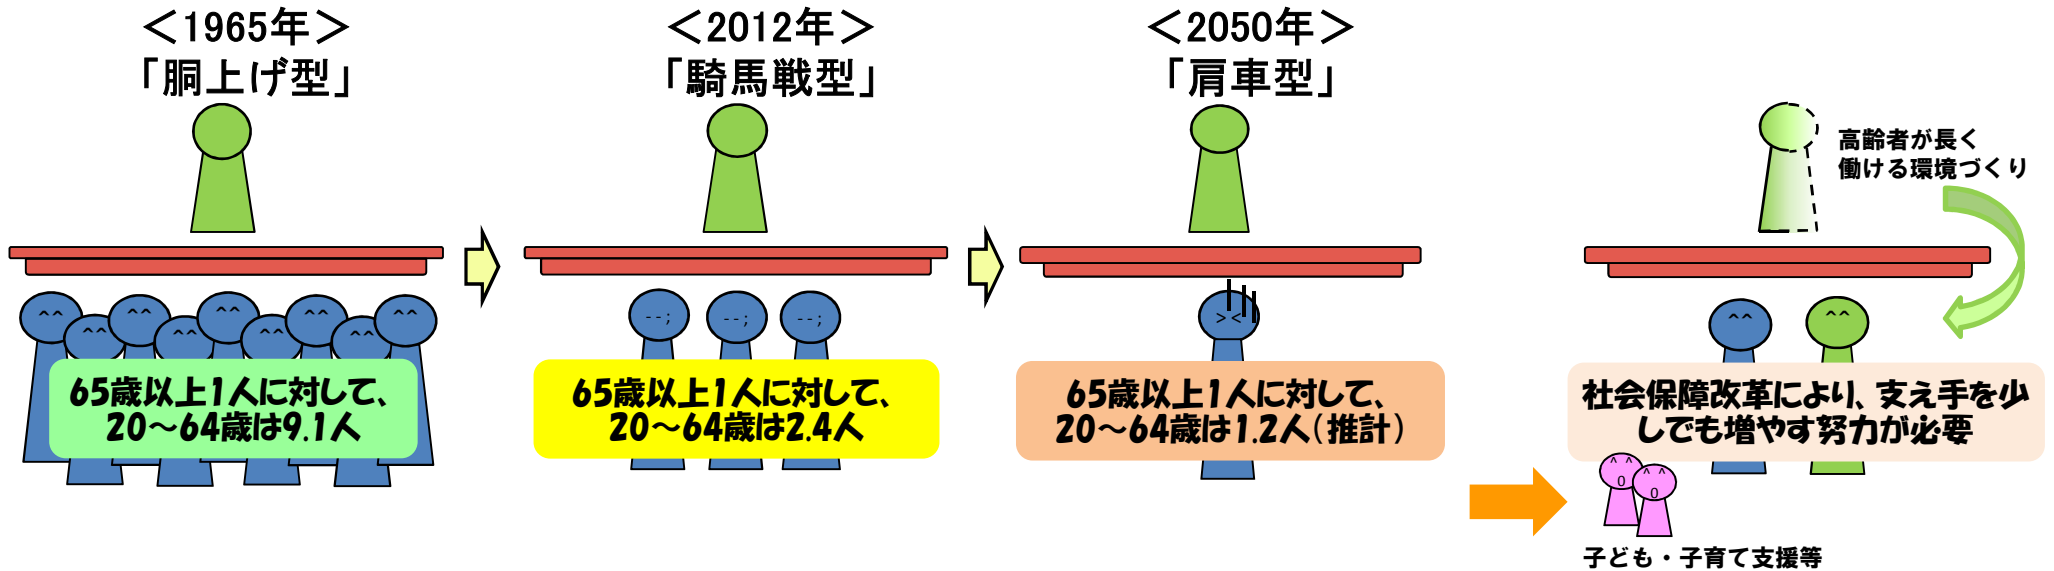 ＜1965年＞
「胴上げ型」
65歳以上1人に対して、
20～64歳は9.1人
＜2012年＞
「騎馬戦型」
--; --; --;
65歳以上1人に対して、
20～64歳は2.4人
＜2050年＞
「肩車型」
><
65歳以上1人に対して、
20～64歳は1.2人（推計）
高齢者が長く
働ける環境づくり
社会保障改革により、支え手を少
しでも増やす努力が必要
子ども・子育て支援等